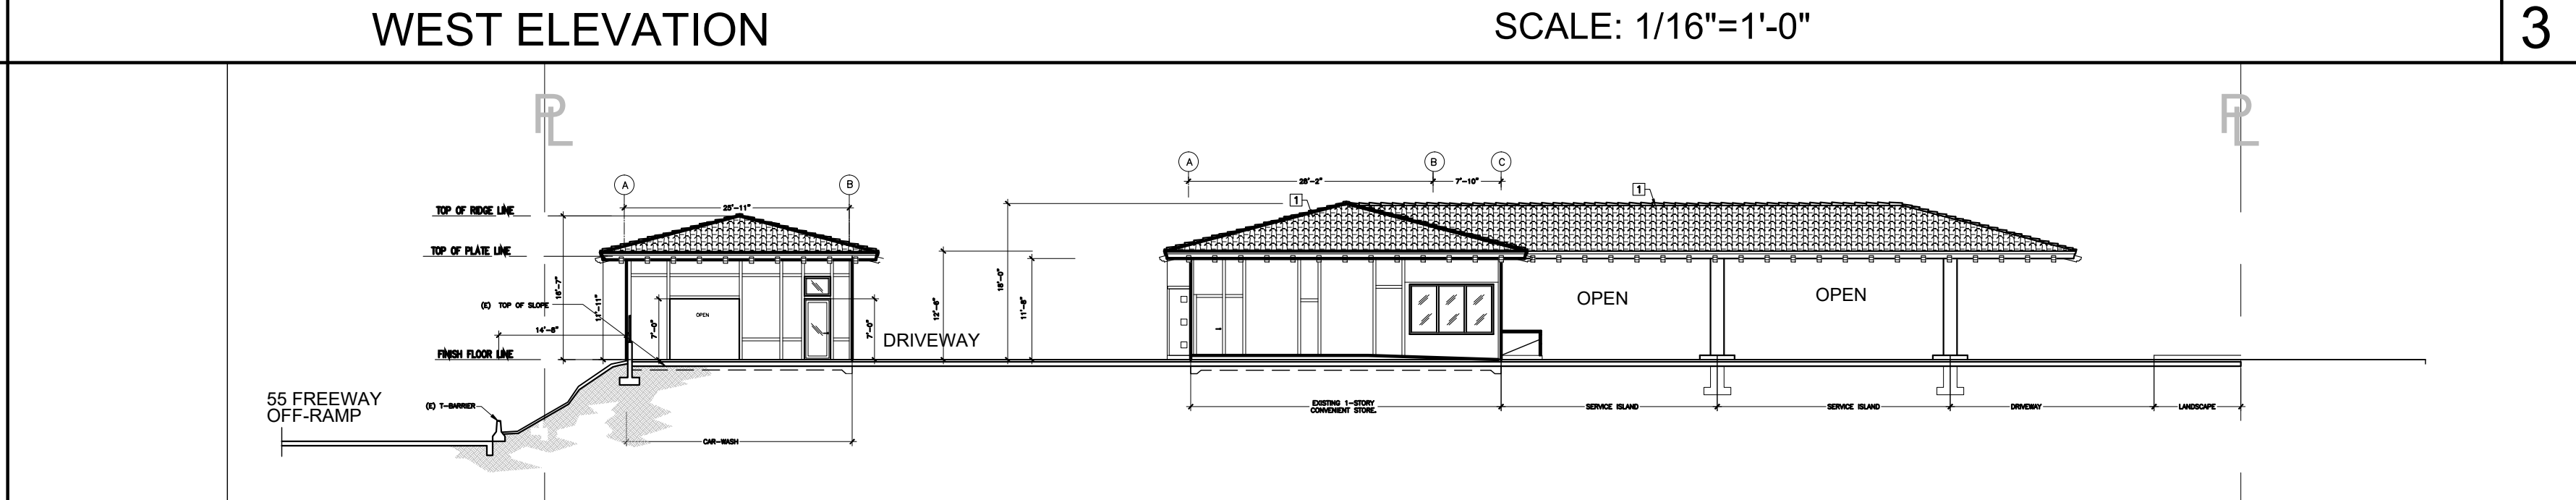 WEST ELEVATION
SCALE: 1/16"=1'-0"
3
PL
PL
A
B
A
B
C
25'-11"
28'-2"
7'-10"
1
1
TOP OF RIDGE LINE
TOP OF PLATE LINE
(E) TOP OF SLOPE
14'-8"
FINISH FLOOR LINE
16'-7"
11'-11"
7'-0"
OPEN
7'-0"
DRIVEWAY
12'-6"
18'-0"
11'-8"
OPEN
OPEN
55 FREEWAY
OFF-RAMP
(E) T-BARRIER
CAR-WASH
EXISTING 1-STORY
CONVENIENT STORE.
SERVICE ISLAND
SERVICE ISLAND
DRIVEWAY
LANDSCAPE